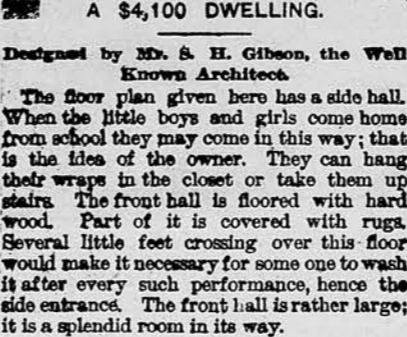 A $4,100 DWELLING.
Designed by Mr. S. H. Gibson, the Well
Known Architect.
The floor plan given here has a side hall.
When the little boys and girls come home
from school they may come in this way; that
is the idea of the owner. They can hang
their wraps in the closet or take them up
stairs. The front hall is floored with hard
wood. Part of it is covered with rugs.
Several little feet crossing over this floor
would make it necessary for some one to wash
it after every such performance, hence the
side entrance. The front hall is rather large;
it is a splendid room in its way.